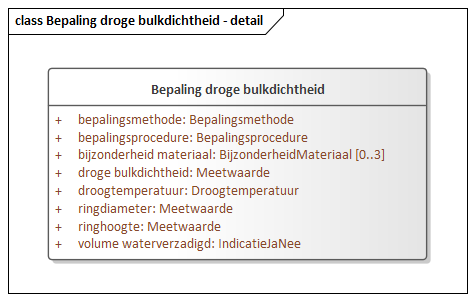 class Bepaling droge bulkdichtheid - detail
Bepaling droge bulkdichtheid
+ bepalingsmethode: Bepalingsmethode
+ bepalingsprocedure: Bepalingsprocedure
+ bijzonderheid materiaal: BijzonderheidMateriaal [0..3]
+ droge bulkdichtheid: Meetwaarde
+ droogtemperatuur: Droogtemperatuur
+ ringdiameter: Meetwaarde
+ ringhoogte: Meetwaarde
+ volume waterverzadigd: IndicatieJaNee